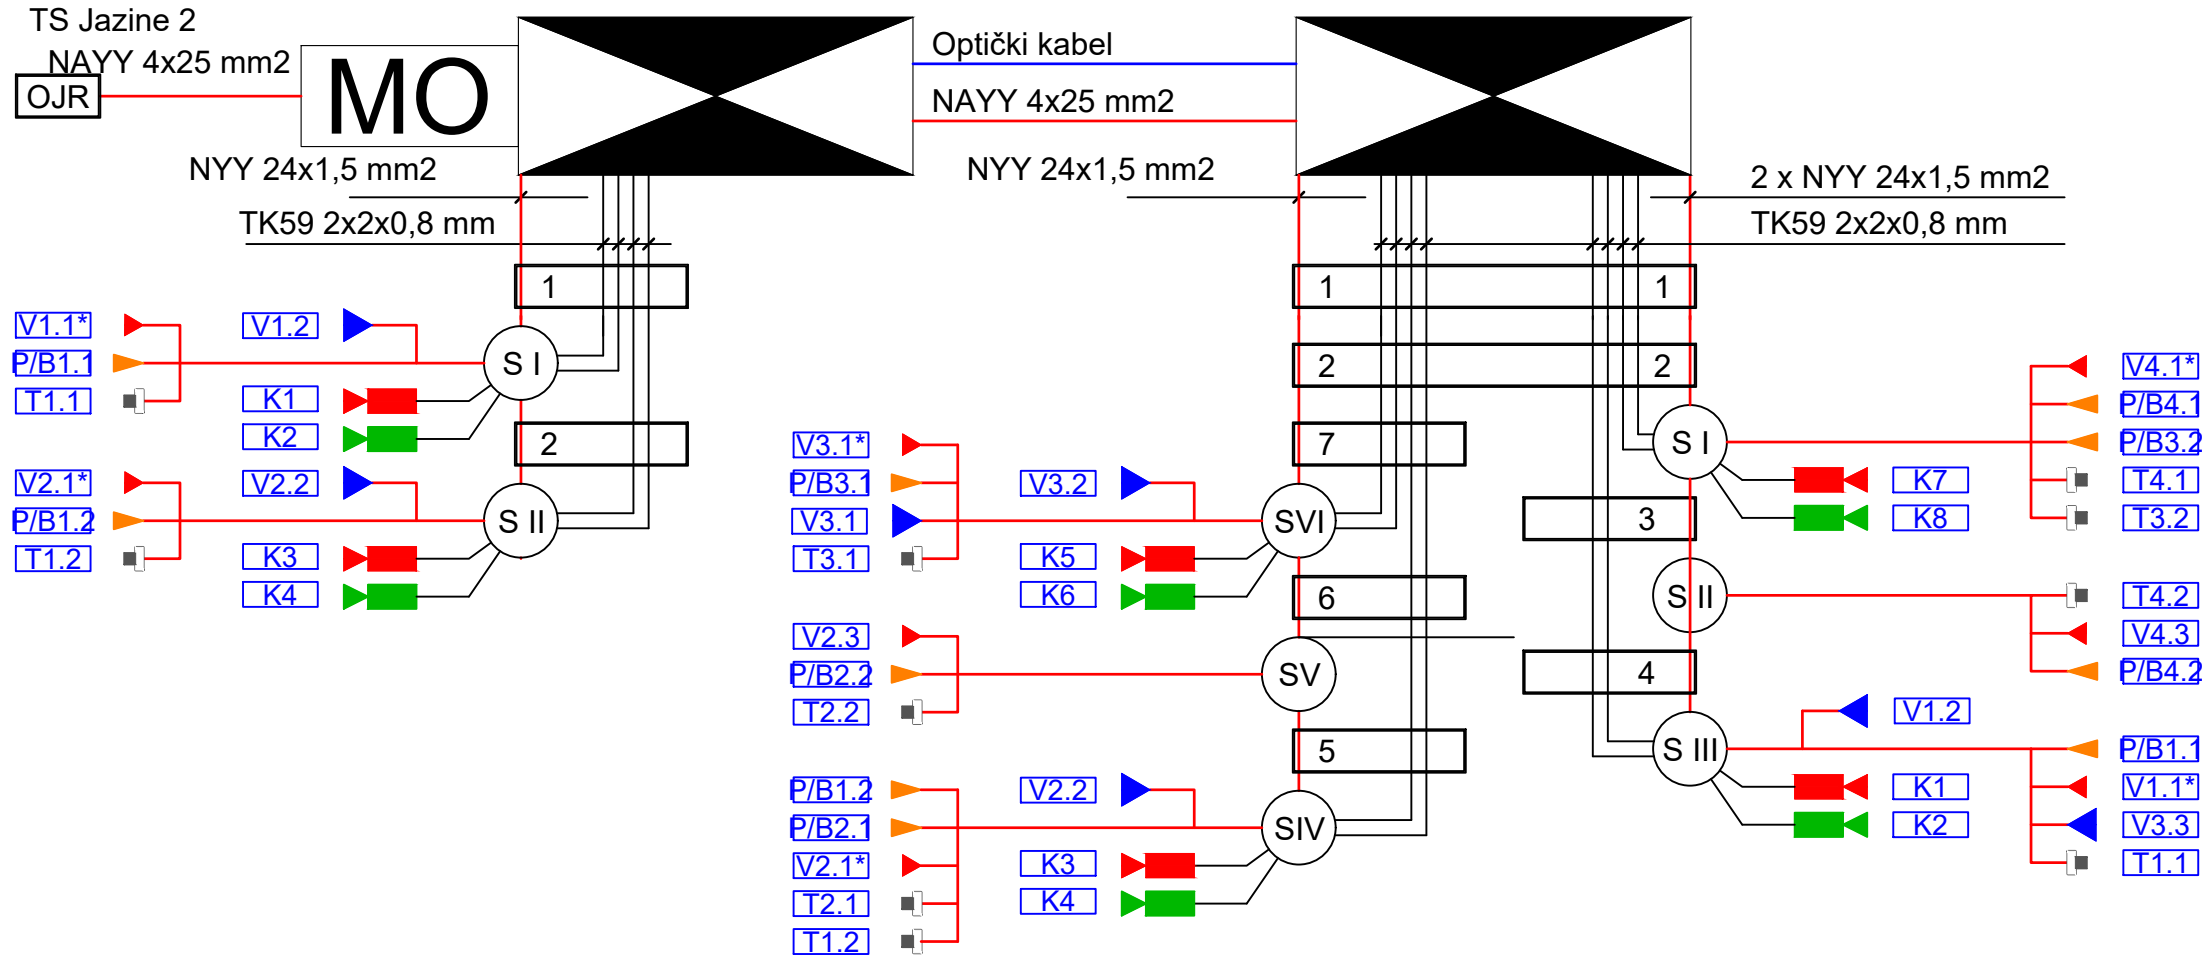 TS Jazine 2
NAYY 4x25 mm2
OJR
MO
Optički kabel
NAYY 4x25 mm2
NYY 24x1,5 mm2
TK59 2x2x0,8 mm
NYY 24x1,5 mm2
2 x NYY 24x1,5 mm2
TK59 2x2x0,8 mm
1
V1.1*
V1.2
P/B1.1
S I
T1.1
K1
K2
2
V2.1*
V2.2
P/B1.2
S II
T1.2
K3
K4
1
1
2
2
7
V3.1*
P/B3.1
V3.2
V3.1
SVI
T3.1
K5
K6
6
V2.3
P/B2.2
SV
T2.2
5
P/B1.2
V2.2
P/B2.1
SIV
V2.1*
K3
T2.1
K4
T1.2
V4.1*
P/B4.1
S I
P/B3.2
K7
T4.1
K8
T3.2
3
S II
T4.2
V4.3
4
P/B4.2
V1.2
S III
P/B1.1
K1
V1.1*
K2
V3.3
T1.1